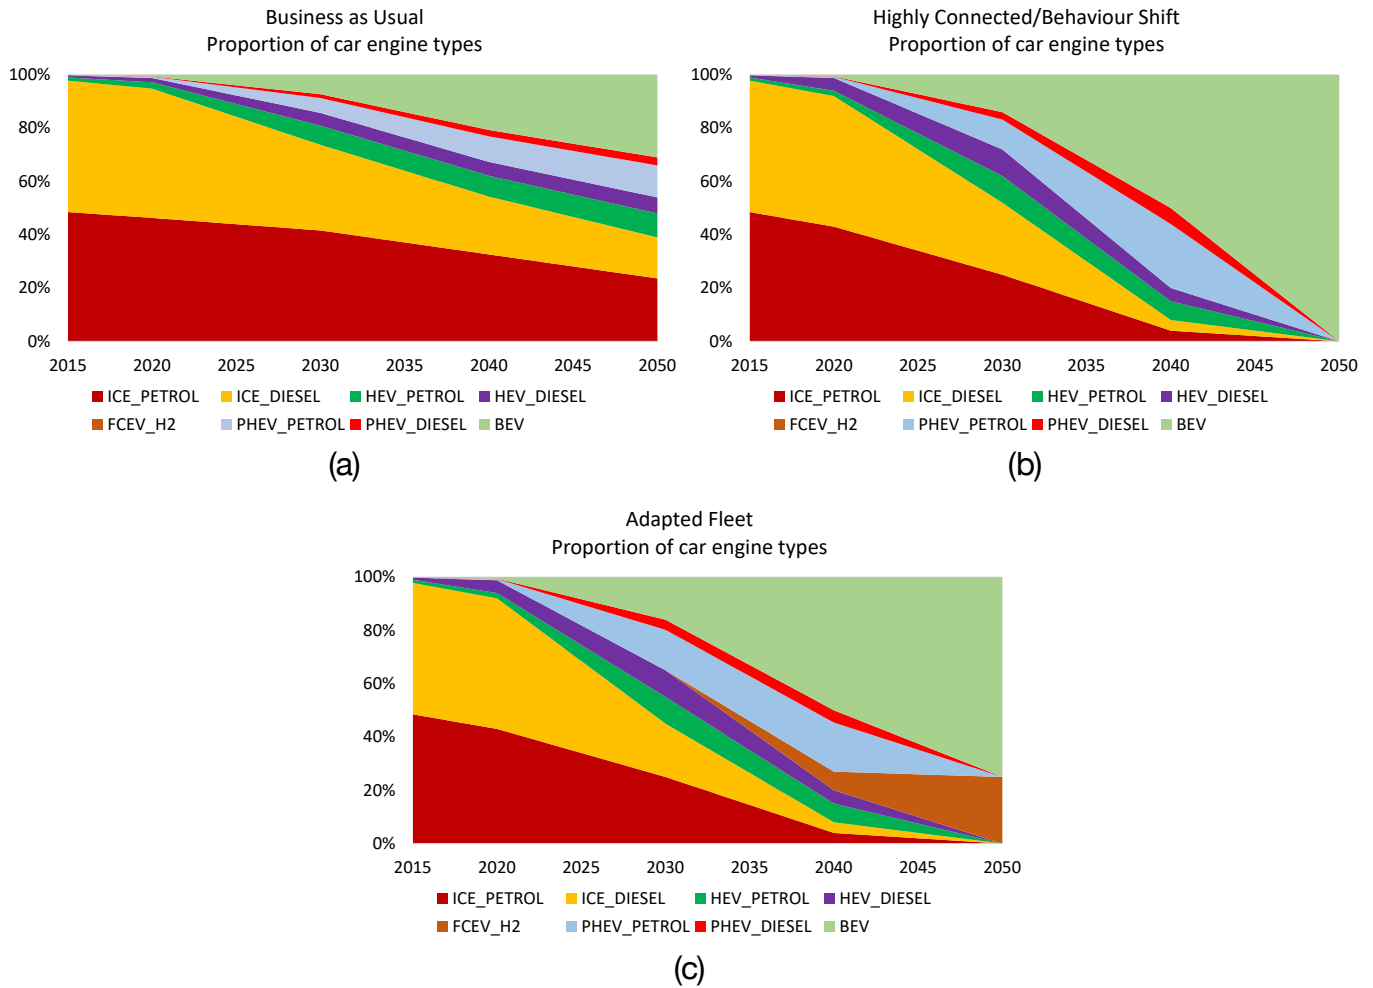 Business as Usual
Proportion of car engine types
100%
80%
60%
40%
20%
0%
2015 2020 2025 2030 2035 2040 2045 2050
ICE_PETROL ICE_DIESEL HEV_PETROL HEV_DIESEL
FCEV_H2 PHEV_PETROL PHEV_DIESEL BEV
(a)
Highly Connected/Behaviour Shift
Proportion of car engine types
100%
80%
60%
40%
20%
0%
2015 2020 2025 2030 2035 2040 2045 2050
ICE_PETROL ICE_DIESEL HEV_PETROL HEV_DIESEL
FCEV_H2 PHEV_PETROL PHEV_DIESEL BEV
(b)
Adapted Fleet
Proportion of car engine types
100%
80%
60%
40%
20%
0%
2015 2020 2025 2030 2035 2040 2045 2050
ICE_PETROL ICE_DIESEL HEV_PETROL HEV_DIESEL
FCEV_H2 PHEV_PETROL PHEV_DIESEL BEV
(c)